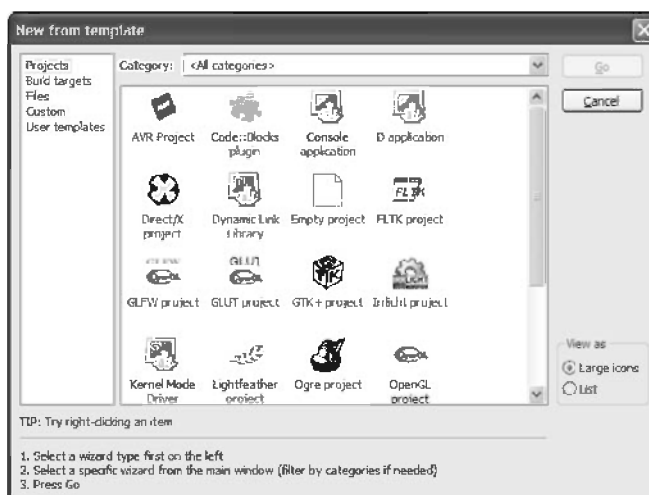 New from template
Projects
Build targets
Files
Custom
User templates
Category: <All categories>
Go
Cancel
AVR Project
Code::Blocks
plugin
Console
application
D application
Direct/X
project
Dynamic Link
Library
Empty project
FLTK
FLTK project
GLFW
GLFW project
GLUT
GLUT project
GTK+ project
Irrlicht project
Kernel Mode
Driver
Lightfeather
project
Ogre project
OpenGL
project
View as
Large icons
List
TIP: Try right-clicking an item
1. Select a wizard type first on the left
2. Select a specific wizard from the main window (filter by categories if needed)
3. Press Go